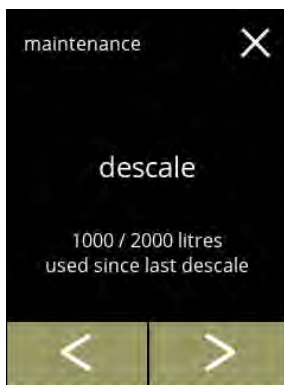 maintenance
descale
1000 / 2000 litres
used since last descale